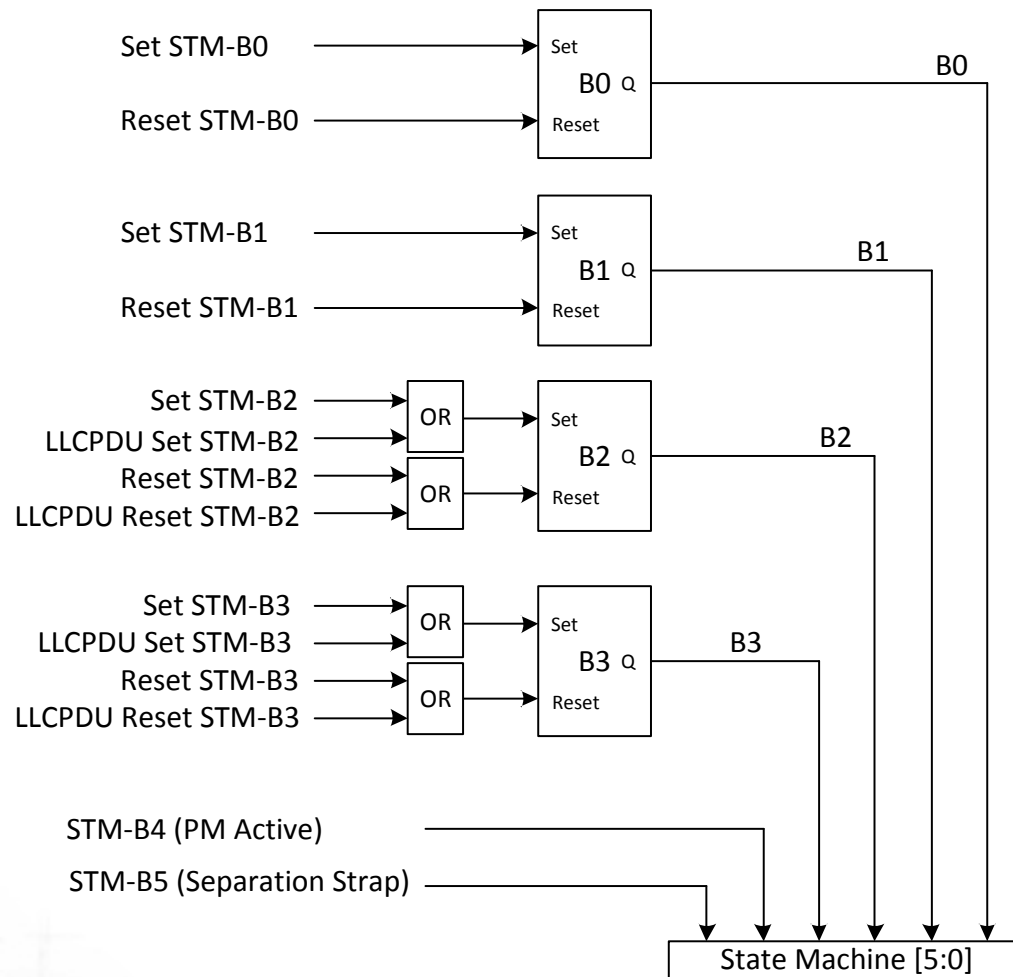 Set STM-B0
Reset STM-B0
Set
B0 Q
Reset
B0
Set STM-B1
Reset STM-B1
Set
B1 Q
Reset
B1
Set STM-B2
LLCPDU Set STM-B2
Reset STM-B2
LLCPDU Reset STM-B2
OR
OR
Set
B2 Q
Reset
B2
Set STM-B3
LLCPDU Set STM-B3
Reset STM-B3
LLCPDU Reset STM-B3
OR
OR
Set
B3 Q
Reset
B3
STM-B4 (PM Active)
STM-B5 (Separation Strap)
State Machine [5:0]